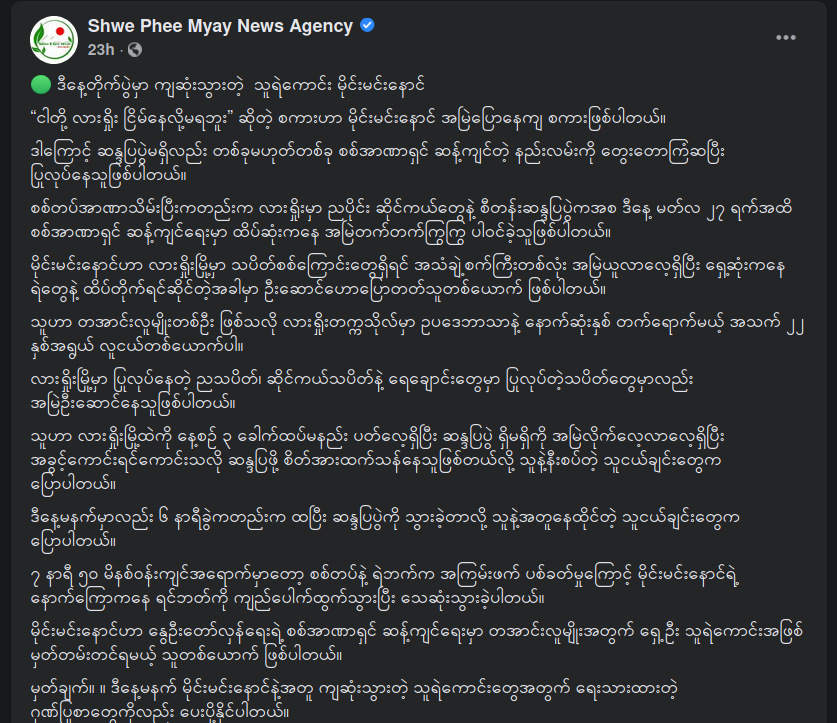 Shwe Phee Myay News Agency
23h ·
ဒီနေ့တိုက်ပွဲမှာ ကျဆုံးသွားတဲ့ သူရဲကောင်း မိုင်းမင်းနောင်
“ငါတို့ လားရှိုး ငြိမ်နေလို့မရဘူး” ဆိုတဲ့ စကားဟာ မိုင်းမင်းနောင် အမြဲပြောနေကျ စကားဖြစ်ပါတယ်။
ဒါကြောင့် ဆန္ဒပြပွဲမရှိလည်း တစ်ခုမဟုတ်တစ်ခု စစ်အာဏာရှင် ဆန့်ကျင်တဲ့ နည်းလမ်းကို တွေးတောကြံဆပြီး
ပြုလုပ်နေသူဖြစ်ပါတယ်။
စစ်တပ်အာဏာသိမ်းပြီးကတည်းက လားရှိုးမှာ ညပိုင်း ဆိုင်ကယ်တွေနဲ့ စီတန်းဆန္ဒပြပွဲကအစ ဒီနေ့ မတ်လ ၂၇ ရက်အထိ
စစ်အာဏာရှင် ဆန့်ကျင်ရေးမှာ ထိပ်ဆုံးကနေ အမြဲတက်တက်ကြွကြွ ပါဝင်ခဲ့သူဖြစ်ပါတယ်။
မိုင်းမင်းနောင်ဟာ လားရှိုးမြို့မှာ သပိတ်စစ်ကြောင်းတွေရှိရင် အသံချဲ့စက်ကြီးတစ်လုံး အမြဲယူလာလေ့ရှိပြီး ရှေ့ဆုံးကနေ
ရဲတွေနဲ့ ထိပ်တိုက်ရင်ဆိုင်တဲ့အခါမှာ ဦးဆောင်ဟောပြောတတ်သူတစ်ယောက် ဖြစ်ပါတယ်။
သူဟာ တအာင်းလူမျိုးတစ်ဦး ဖြစ်သလို လားရှိုးတက္ကသိုလ်မှာ ဥပဒေဘာသာနဲ့ နောက်ဆုံးနှစ် တက်ရောက်မယ့် အသက် ၂၂
နှစ်အရွယ် လူငယ်တစ်ယောက်ပါ။
လားရှိုးမြို့မှာ ပြုလုပ်နေတဲ့ ညသပိတ်၊ ဆိုင်ကယ်သပိတ်နဲ့ ရေချောင်းတွေမှာ ပြုလုပ်တဲ့သပိတ်တွေမှာလည်း
အမြဲဦးဆောင်နေသူဖြစ်ပါတယ်။
သူဟာ လားရှိုးမြို့ထဲကို နေ့စဉ် ၃ ခေါက်ထပ်မနည်း ပတ်လေ့ရှိပြီး ဆန္ဒပြပွဲ ရှိမရှိကို အမြဲလိုက်လေ့လာလေ့ရှိပြီး
အခွင့်ကောင်းရင်ကောင်းသလို ဆန္ဒပြဖို့ စိတ်အားထက်သန်နေသူဖြစ်တယ်လို့ သူနဲ့နီးစပ်တဲ့ သူငယ်ချင်းတွေက
ပြောပါတယ်။
ဒီနေ့မနက်မှာလည်း ၆ နာရီခွဲကတည်းက ထပြီး ဆန္ဒပြပွဲကို သွားခဲ့တာလို့ သူနဲ့အတူနေထိုင်တဲ့ သူငယ်ချင်းတွေက
ပြောပါတယ်။
၇ နာရီ ၅၀ မိနစ်ဝန်းကျင်အရောက်မှာတော့ စစ်တပ်နဲ့ ရဲဘက်က အကြမ်းဖက် ပစ်ခတ်မှုကြောင့် မိုင်းမင်းနောင်ရဲ့
နောက်ကြောကနေ ရင်ဘတ်ကို ကျည်ပေါက်ထွက်သွားပြီး သေဆုံးသွားခဲ့ပါတယ်။
မိုင်းမင်းနောင်ဟာ နွေဦးတော်လှန်ရေးရဲ့စစ်အာဏာရှင် ဆန့်ကျင်ရေးမှာ တအာင်းလူမျိုးအတွက် ရှေ့ဦး သူရဲကောင်းအဖြစ်
မှတ်တမ်းတင်ရမယ့် သူတစ်ယောက် ဖြစ်ပါတယ်။
မှတ်ချက်။ ။ ဒီနေ့မနက် မိုင်းမင်းနောင်နဲ့အတူ ကျဆုံးသွားတဲ့ သူရဲကောင်းတွေအတွက် ရေးသားထားတဲ့
ဂုဏ်ပြုစာတွေကိုလည်း ပေးပို့နိုင်ပါတယ်။